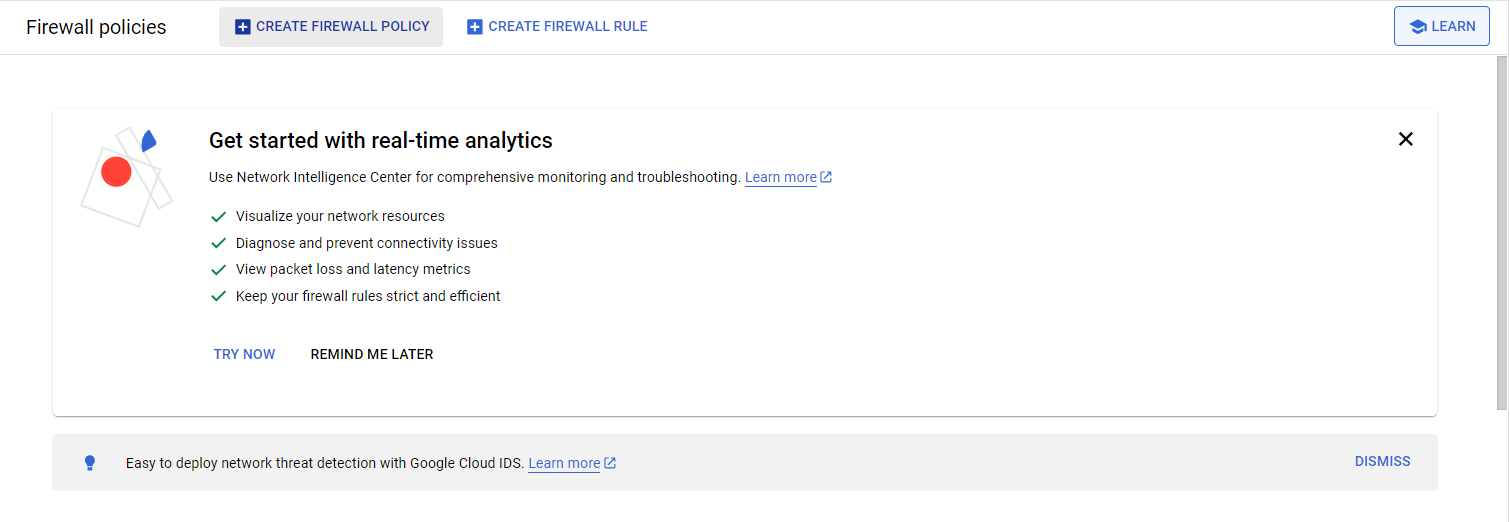 Firewall policies
CREATE FIREWALL POLICY
CREATE FIREWALL RULE
LEARN
Get started with real-time analytics
Use Network Intelligence Center for comprehensive monitoring and troubleshooting. Learn more
Visualize your network resources
Diagnose and prevent connectivity issues
View packet loss and latency metrics
Keep your firewall rules strict and efficient
TRY NOW
REMIND ME LATER
Easy to deploy network threat detection with Google Cloud IDS. Learn more
DISMISS